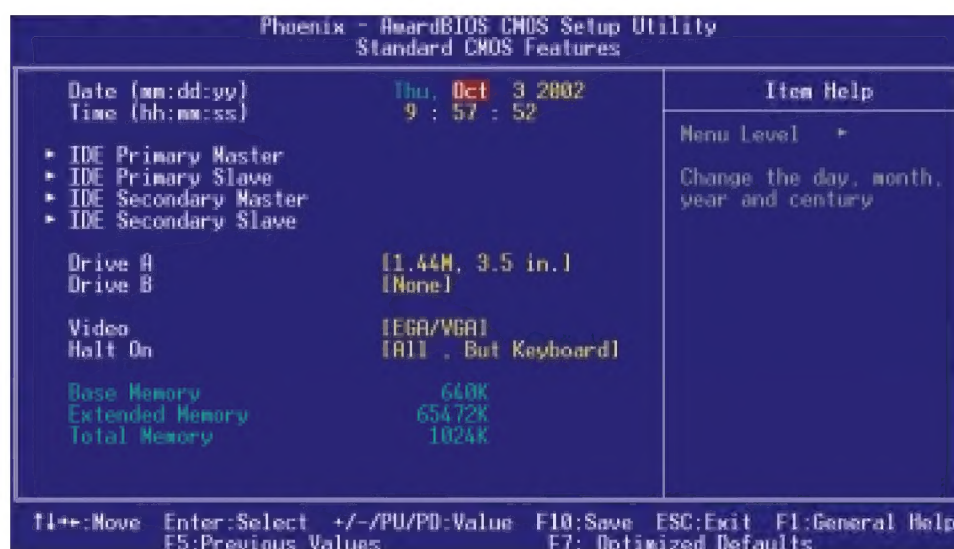 Phoenix - AwardBIOS CMOS Setup Utility
Standard CMOS Features
Date (mm:dd:yy) Thu, Oct 3 2002
Time (hh:mm:ss) 9 : 57 : 52
► IDE Primary Master
► IDE Primary Slave
► IDE Secondary Master
► IDE Secondary Slave
Drive A [1.44M, 3.5 in.]
Drive B [None]
Video [EGA/VGA]
Halt On [All , But Keyboard]
Base Memory 640K
Extended Memory 65472K
Total Memory 1024K
Item Help
Menu Level ►
Change the day, month,
year and century
↑↓→←:Move Enter:Select +/-/PU/PD:Value F10:Save ESC:Exit F1:General Help
F5:Previous Values F7: Optimized Defaults